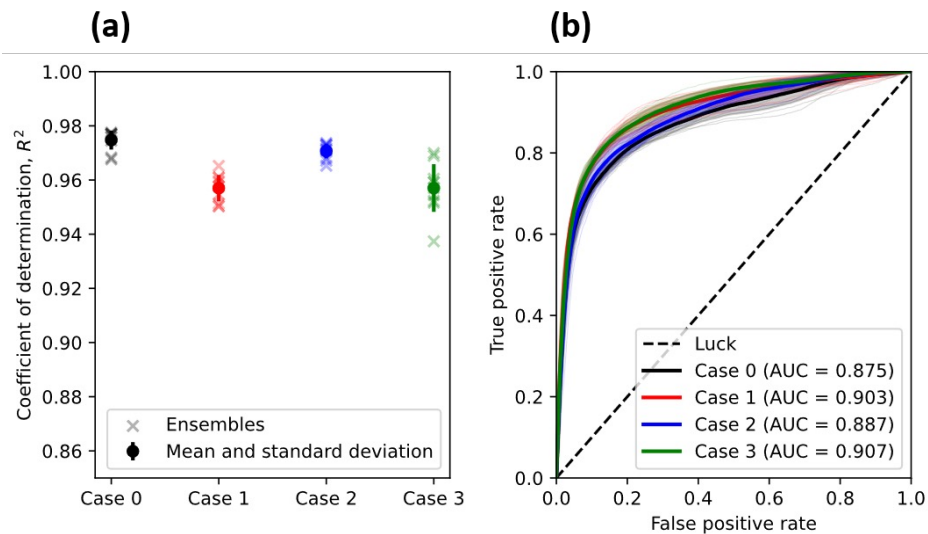 (a)
Coefficient of determination, R²
1.00
0.98
0.96
0.94
0.92
0.90
0.88
0.86
Ensembles
Mean and standard deviation
Case 0 Case 1 Case 2 Case 3
(b)
True positive rate
1.0
0.8
0.6
0.4
0.2
0.0
Luck
Case 0 (AUC = 0.875)
Case 1 (AUC = 0.903)
Case 2 (AUC = 0.887)
Case 3 (AUC = 0.907)
0.0 0.2 0.4 0.6 0.8 1.0
False positive rate